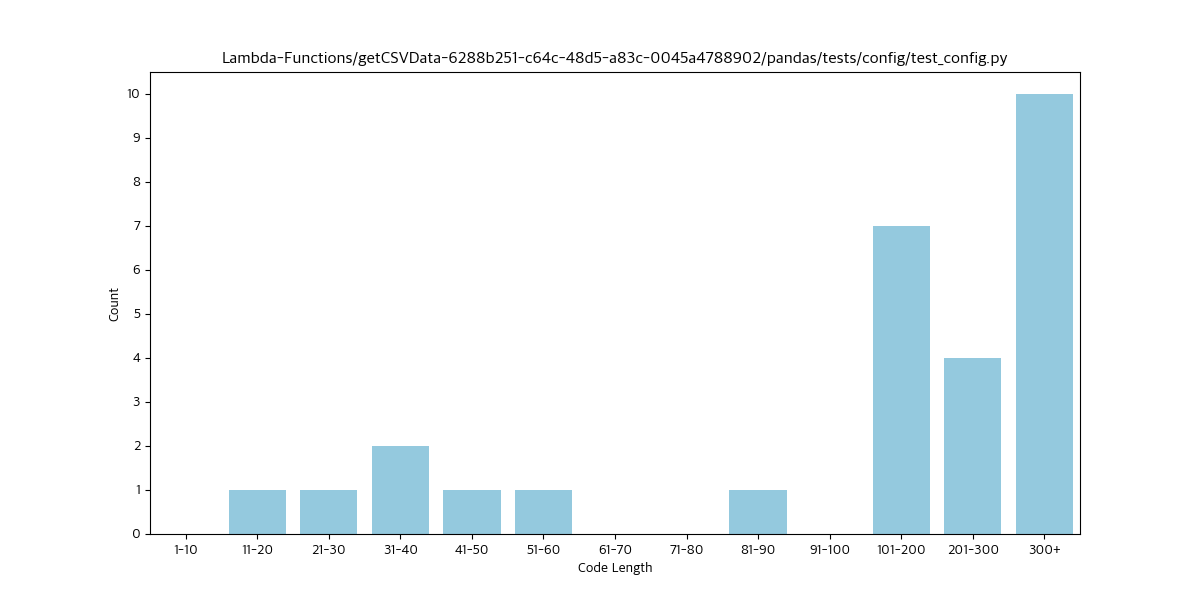 Lambda-Functions/getCSVData-6288b251-c64c-48d5-a83c-0045a4788902/pandas/tests/config/test_config.py
10
9
8
7
6
5
4
3
2
1
0
Count
1-10 11-20 21-30 31-40 41-50 51-60 61-70 71-80 81-90 91-100 101-200 201-300 300+
Code Length